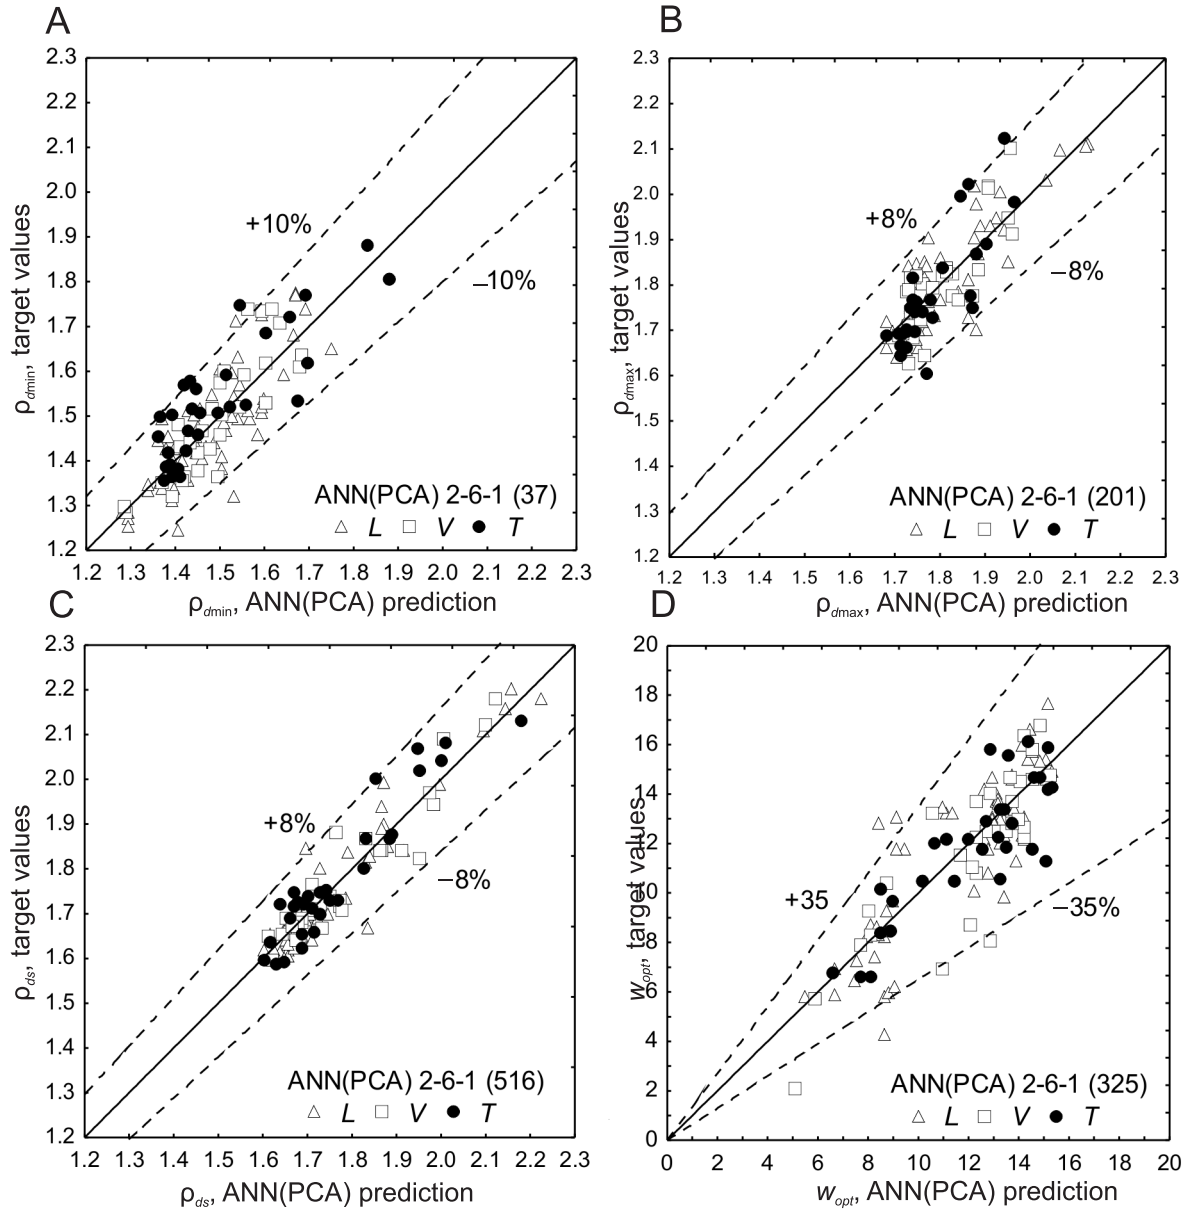 A
2.3
2.2
2.1
2.0
1.9
1.8
1.7
1.6
1.5
1.4
1.3
1.2
1.2 1.3 1.4 1.5 1.6 1.7 1.8 1.9 2.0 2.1 2.2 2.3
ρdmin, target values
+10%
–10%
ANN(PCA) 2-6-1 (37)
L V T
ρdmin, ANN(PCA) prediction
B
2.3
2.2
2.1
2.0
1.9
1.8
1.7
1.6
1.5
1.4
1.3
1.2
1.2 1.3 1.4 1.5 1.6 1.7 1.8 1.9 2.0 2.1 2.2 2.3
ρdmax, target values
+8%
–8%
ANN(PCA) 2-6-1 (201)
L V T
ρdmax, ANN(PCA) prediction
C
2.3
2.2
2.1
2.0
1.9
1.8
1.7
1.6
1.5
1.4
1.3
1.2
1.2 1.3 1.4 1.5 1.6 1.7 1.8 1.9 2.0 2.1 2.2 2.3
ρds, target values
+8%
–8%
ANN(PCA) 2-6-1 (516)
L V T
ρds, ANN(PCA) prediction
D
20
18
16
14
12
10
8
6
4
2
0
0 2 4 6 8 10 12 14 16 20
wopt, target values
+35
–35%
ANN(PCA) 2-6-1 (325)
L V T
wopt, ANN(PCA) prediction